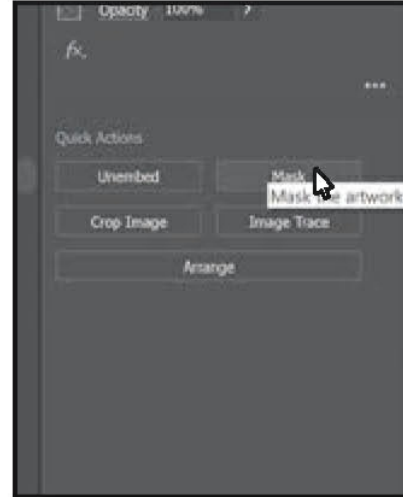 Opacity 100%
fx.
Quick Actions
Unembed Mask
Mask the artwork
Crop Image Image Trace
Arrange